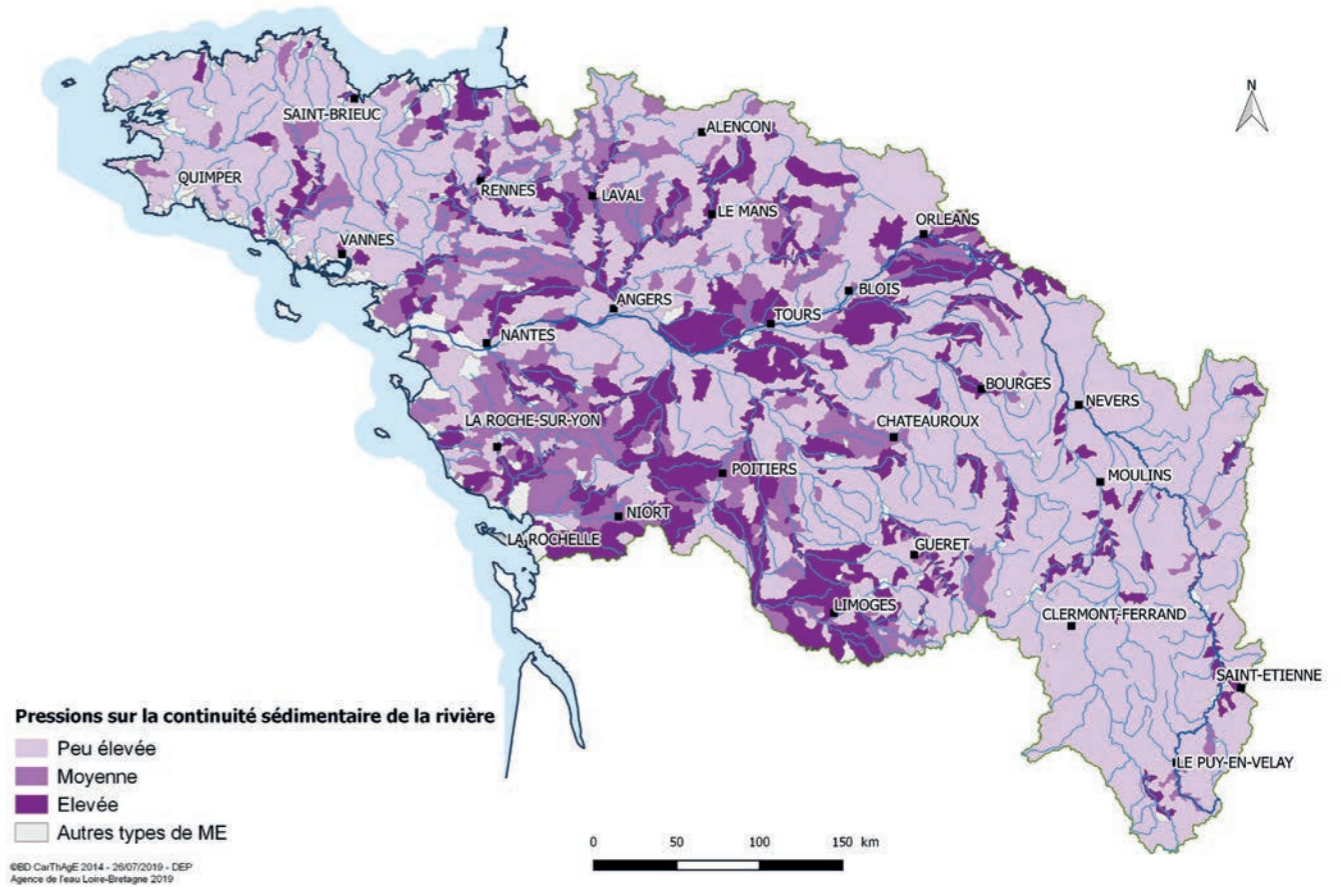 N
ALENCON
SAINT-BRIEUC
QUIMPER
RENNES
LAVAL
LE MANS
ORLEANS
VANNES
BLOIS
ANGERS
TOURS
NANTES
BOURGES
NEVERS
LA ROCHE-SUR-YON
CHATEAUROUX
POITIERS
MOULINS
NIORT
LA ROCHELLE
GUERET
LIMOGES
CLERMONT-FERRAND
SAINT-ETIENNE
LE PUY-EN-VELAY
Pressions sur la continuité sédimentaire de la rivière
Peu élevée
Moyenne
Elevée
Autres types de ME
0 50 100 150 km
©BD CarThAgE 2014 - 26/07/2019 - DEP
Agence de l'eau Loire-Bretagne 2019